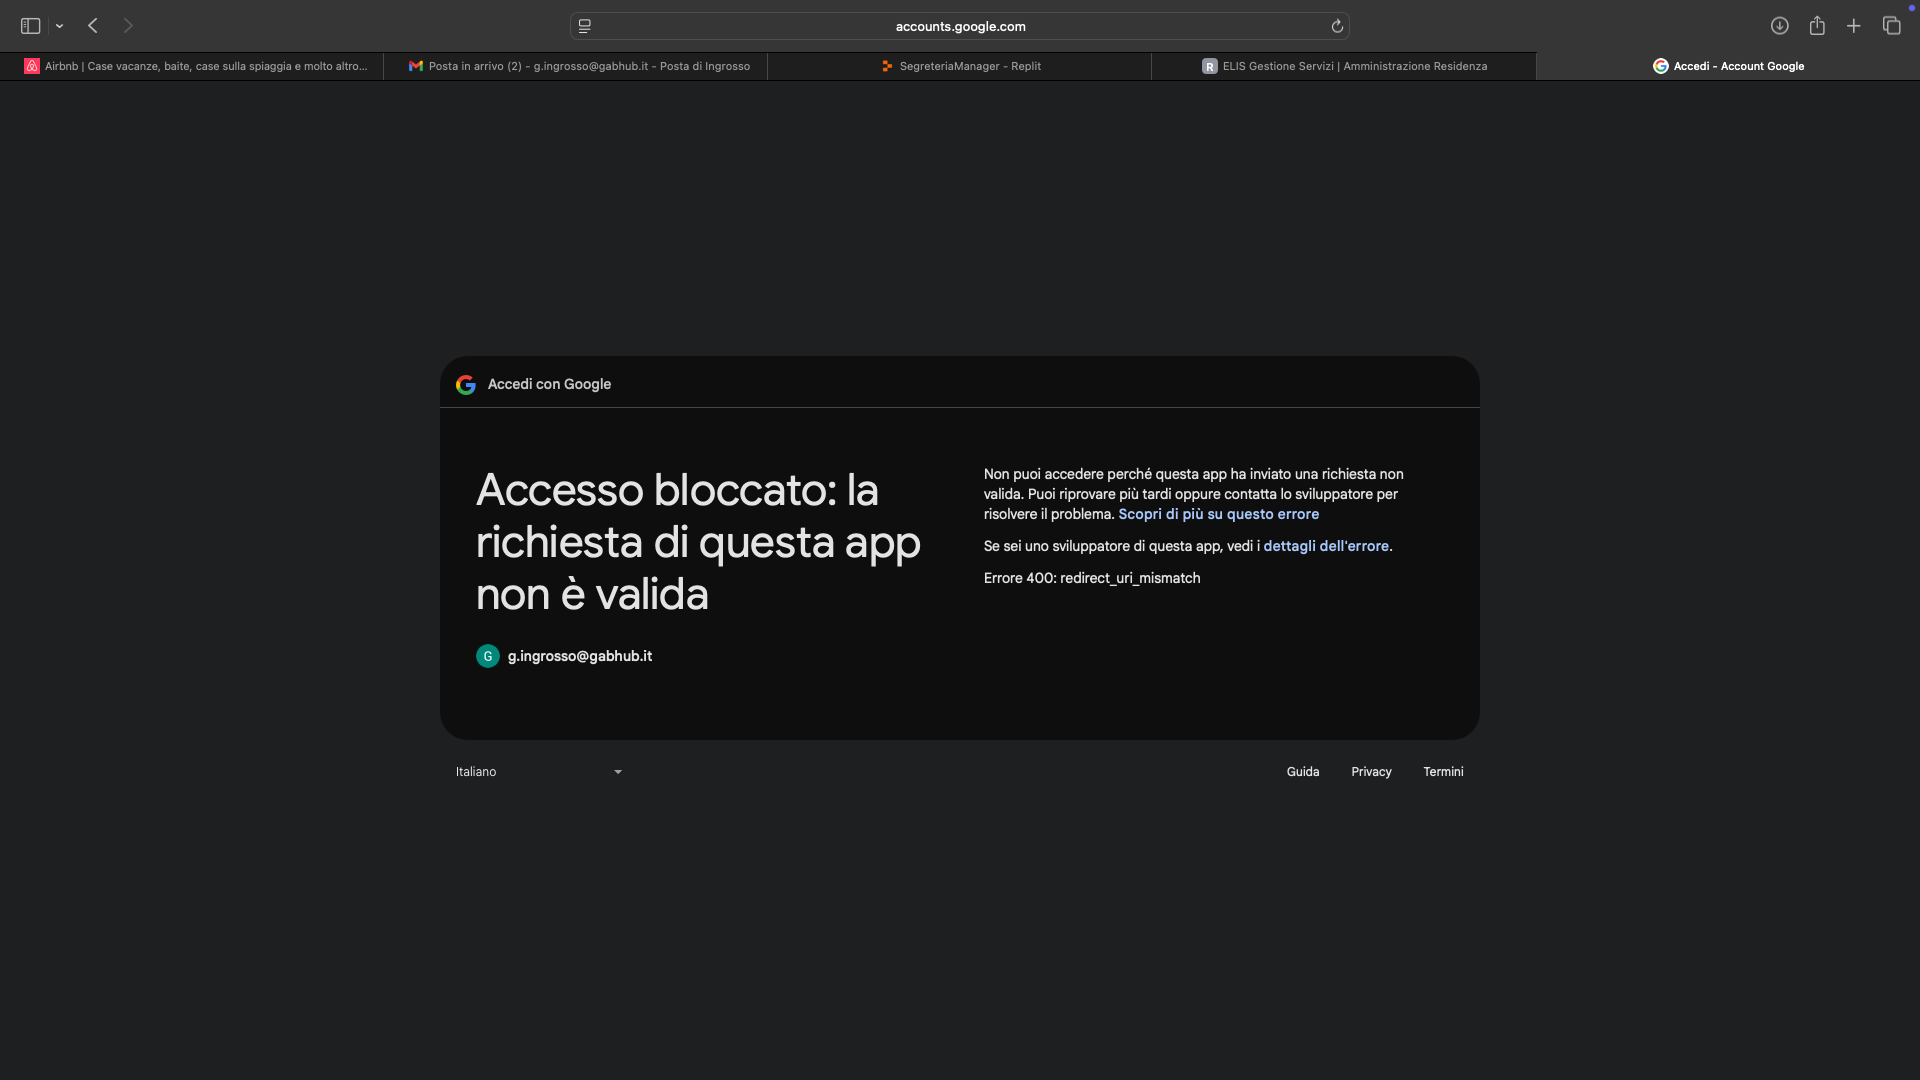 accounts.google.com
Airbnb | Case vacanze, baite, case sulla spiaggia e molto altro...
Posta in arrivo (2) - g.ingrosso@gabhub.it - Posta di Ingrosso
SegreteriaManager - Replit
R ELIS Gestione Servizi | Amministrazione Residenza
Accedi - Account Google
Accedi con Google
Accesso bloccato: la
richiesta di questa app
non è valida
G g.ingrosso@gabhub.it
Non puoi accedere perché questa app ha inviato una richiesta non
valida. Puoi riprovare più tardi oppure contatta lo sviluppatore per
risolvere il problema. Scopri di più su questo errore
Se sei uno sviluppatore di questa app, vedi i dettagli dell'errore.
Errore 400: redirect_uri_mismatch
Italiano
Guida Privacy Termini